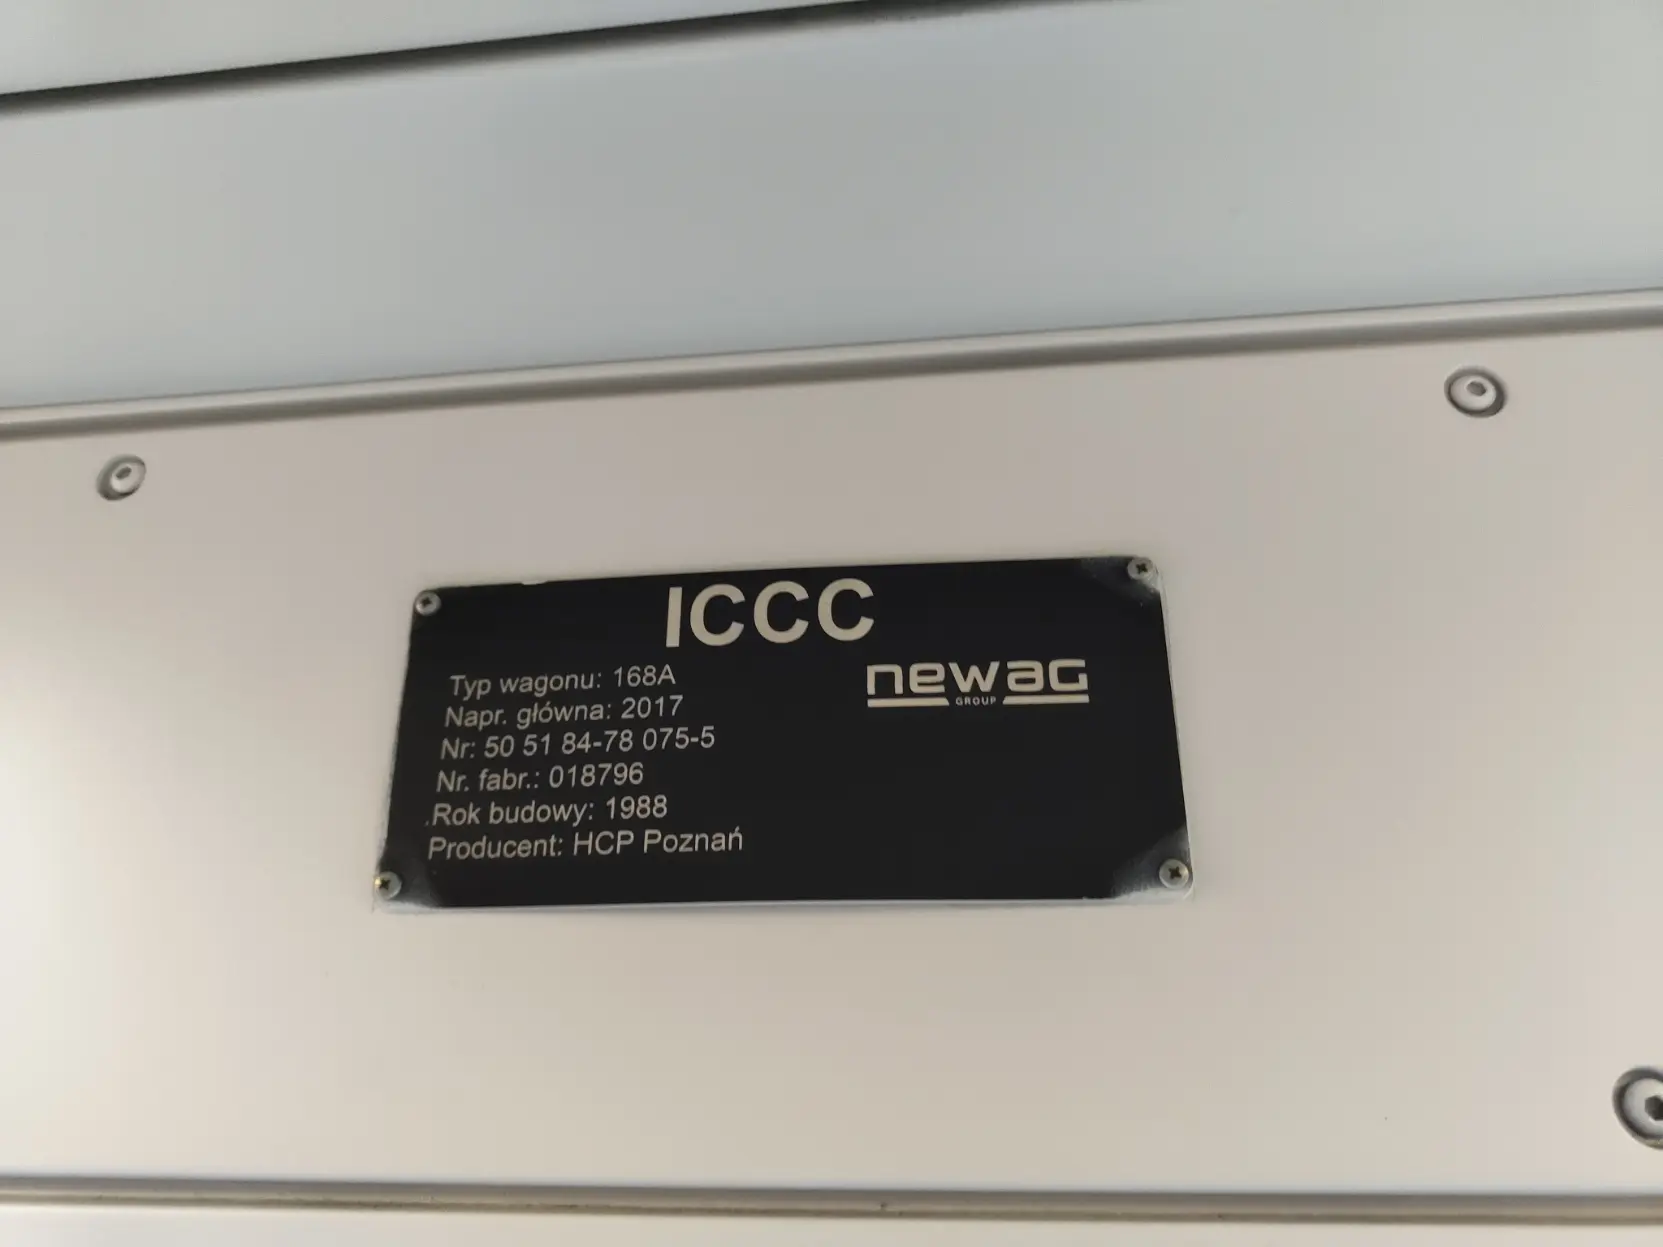 ICCC
newag
GROUP
Typ wagonu: 168A
Napr. główna: 2017
Nr: 50 51 84-78 075-5
Nr. fabr.: 018796
.Rok budowy: 1988
Producent: HCP Poznań